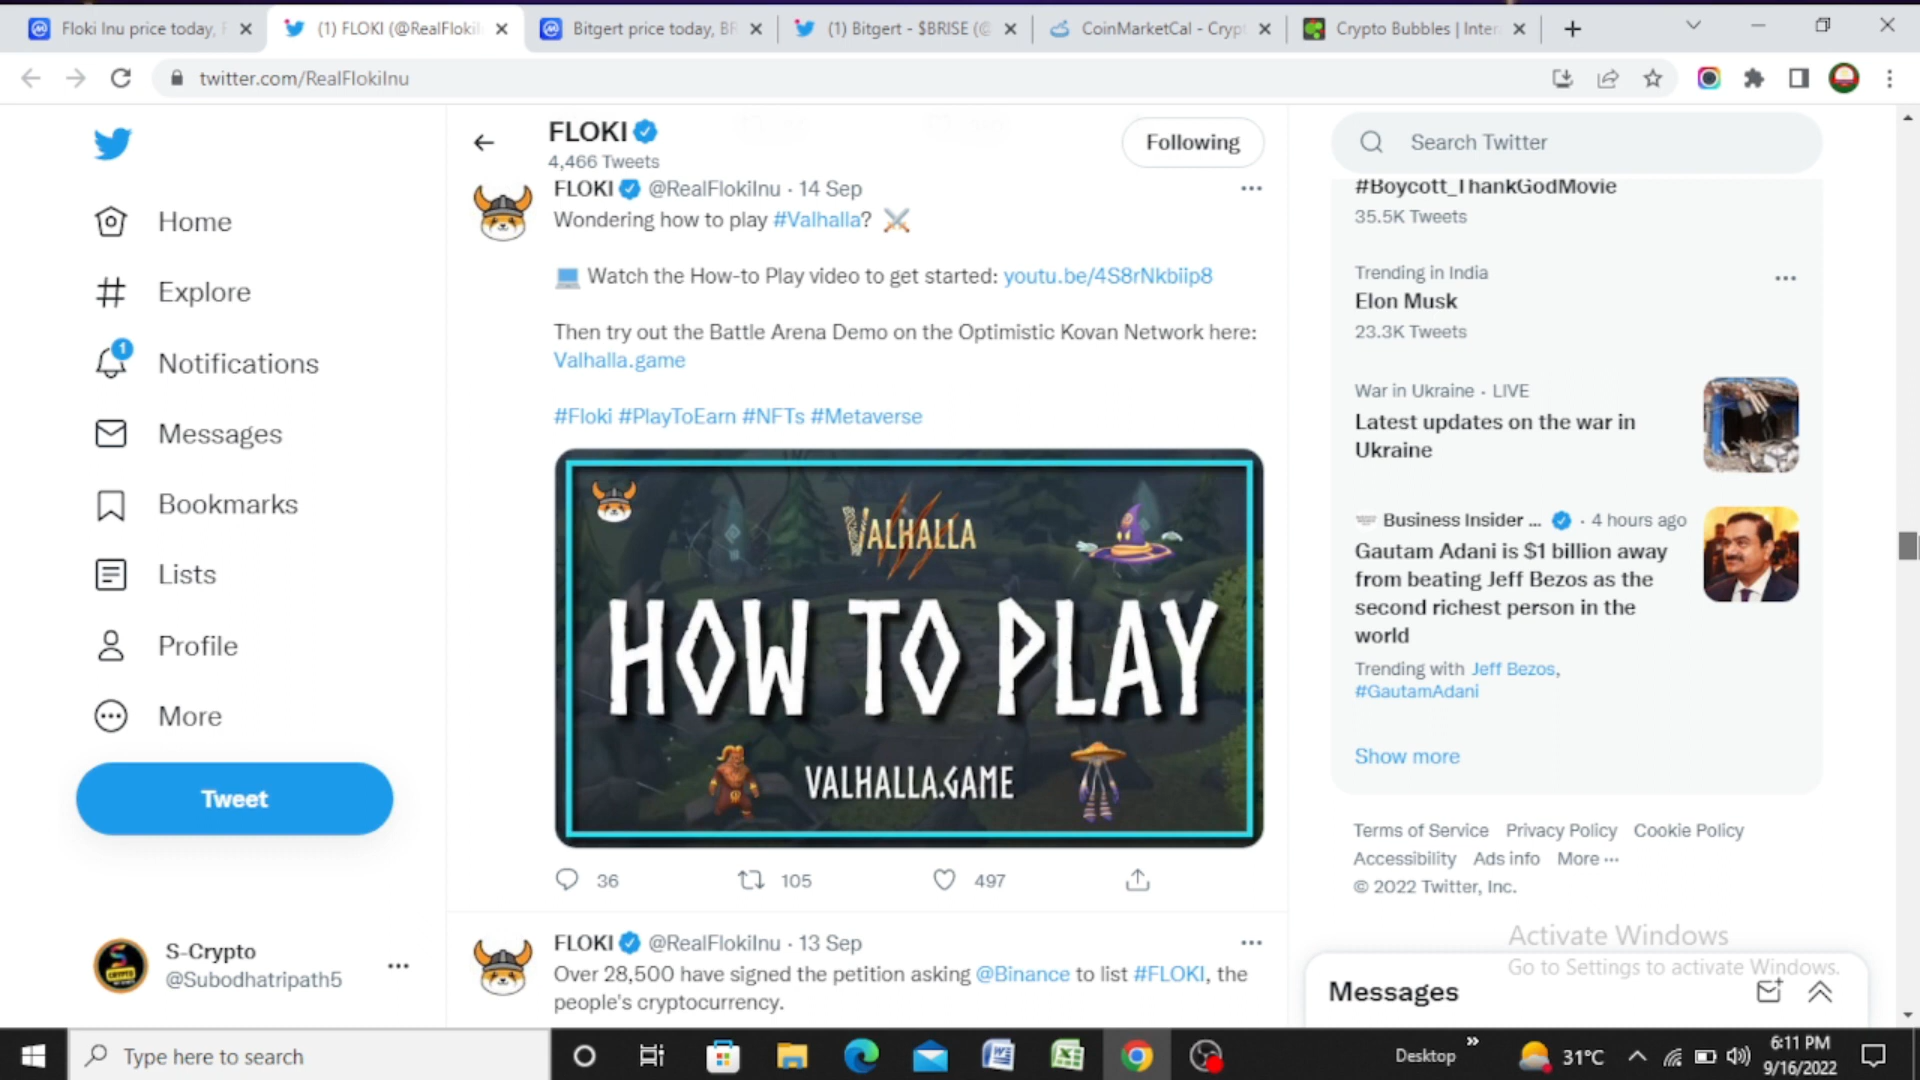 Floki Inu price today, F
(1) FLOKI (@RealFlokiIn
Bitgert price today, BR
(1) Bitgert - $BRISE (@
CoinMarketCal - Crypt
Crypto Bubbles | Inter
twitter.com/RealFlokiInu
Home
Explore
1
Notifications
Messages
Bookmarks
Lists
Profile
More
Tweet
S-Crypto
@Subodhatripath5
FLOKI
4,466 Tweets
Following
FLOKI @RealFlokiInu · 14 Sep
Wondering how to play #Valhalla? ⚔️
💻 Watch the How-to Play video to get started: youtu.be/4S8rNkbiip8
Then try out the Battle Arena Demo on the Optimistic Kovan Network here:
Valhalla.game
#Floki #PlayToEarn #NFTs #Metaverse
VALHALLA
HOW TO PLAY
VALHALLA.GAME
36
105
497
FLOKI @RealFlokiInu · 13 Sep
Over 28,500 have signed the petition asking @Binance to list #FLOKI, the
people's cryptocurrency.
Search Twitter
#Boycott_ThankGodMovie
35.5K Tweets
Trending in India
Elon Musk
23.3K Tweets
War in Ukraine · LIVE
Latest updates on the war in
Ukraine
Business Insider ... · 4 hours ago
Gautam Adani is $1 billion away
from beating Jeff Bezos as the
second richest person in the
world
Trending with Jeff Bezos,
#GautamAdani
Show more
Terms of Service Privacy Policy Cookie Policy
Accessibility Ads info More ···
© 2022 Twitter, Inc.
Activate Windows
Go to Settings to activate Windows.
Messages
Type here to search
Desktop
31°C
6:11 PM
9/16/2022